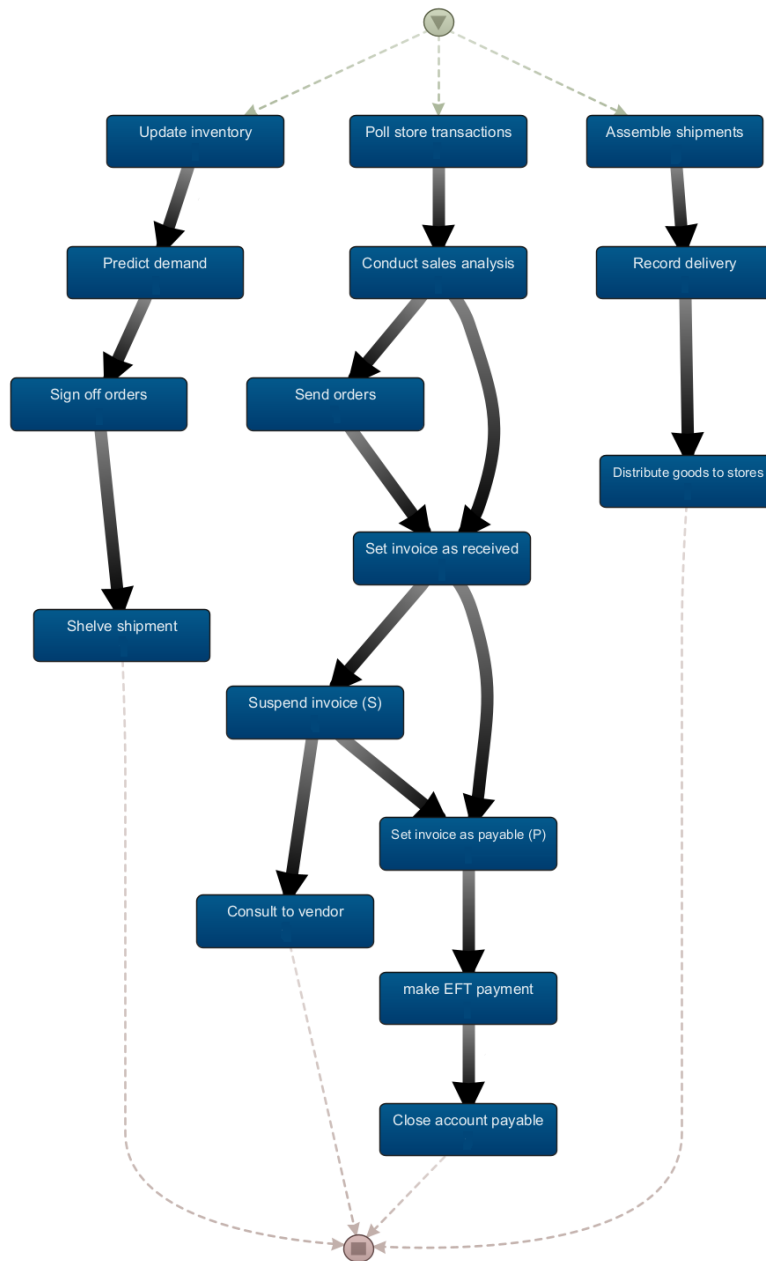 Update inventory
Poll store transactions
Assemble shipments
Predict demand
Conduct sales analysis
Record delivery
Sign off orders
Send orders
Distribute goods to stores
Set invoice as received
Shelve shipment
Suspend invoice (S)
Set invoice as payable (P)
Consult to vendor
make EFT payment
Close account payable